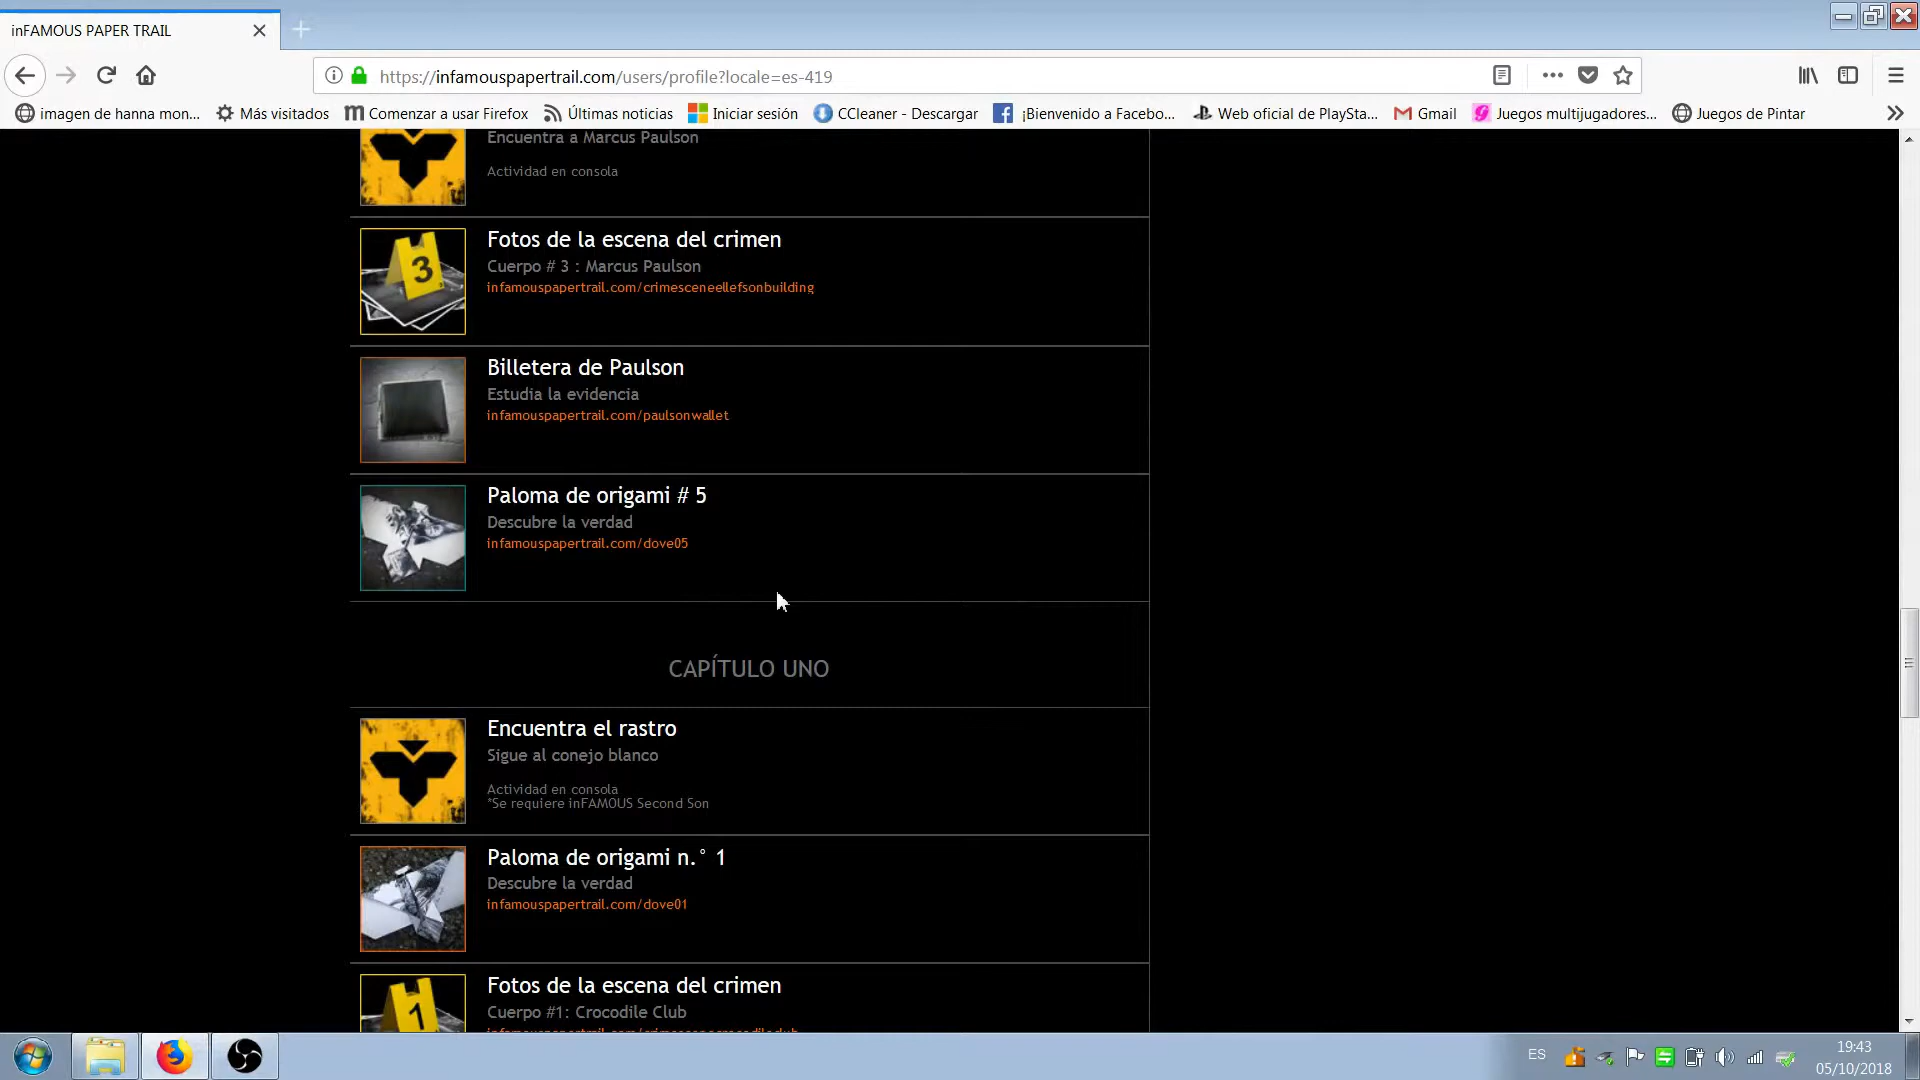 inFAMOUS PAPER TRAIL
https://infamouspapertrail.com/users/profile?locale=es-419
imagen de hanna mon... Más visitados Comenzar a usar Firefox Últimas noticias Iniciar sesión CCleaner - Descargar ¡Bienvenido a Facebo... Web oficial de PlaySta... Gmail Juegos multijugadores... Juegos de Pintar
Encuentra a Marcus Paulson
Actividad en consola
3
Fotos de la escena del crimen
Cuerpo # 3 : Marcus Paulson
infamouspapertrail.com/crimesceneellefsonbuilding
Billetera de Paulson
Estudia la evidencia
infamouspapertrail.com/paulsonwallet
Paloma de origami # 5
Descubre la verdad
infamouspapertrail.com/dove05
CAPÍTULO UNO
Encuentra el rastro
Sigue al conejo blanco
Actividad en consola
*Se requiere inFAMOUS Second Son
Paloma de origami n.° 1
Descubre la verdad
infamouspapertrail.com/dove01
1
Fotos de la escena del crimen
Cuerpo #1: Crocodile Club
infamouspapertrail.com/crimescenecrocodileclub
ES
19:43
05/10/2018